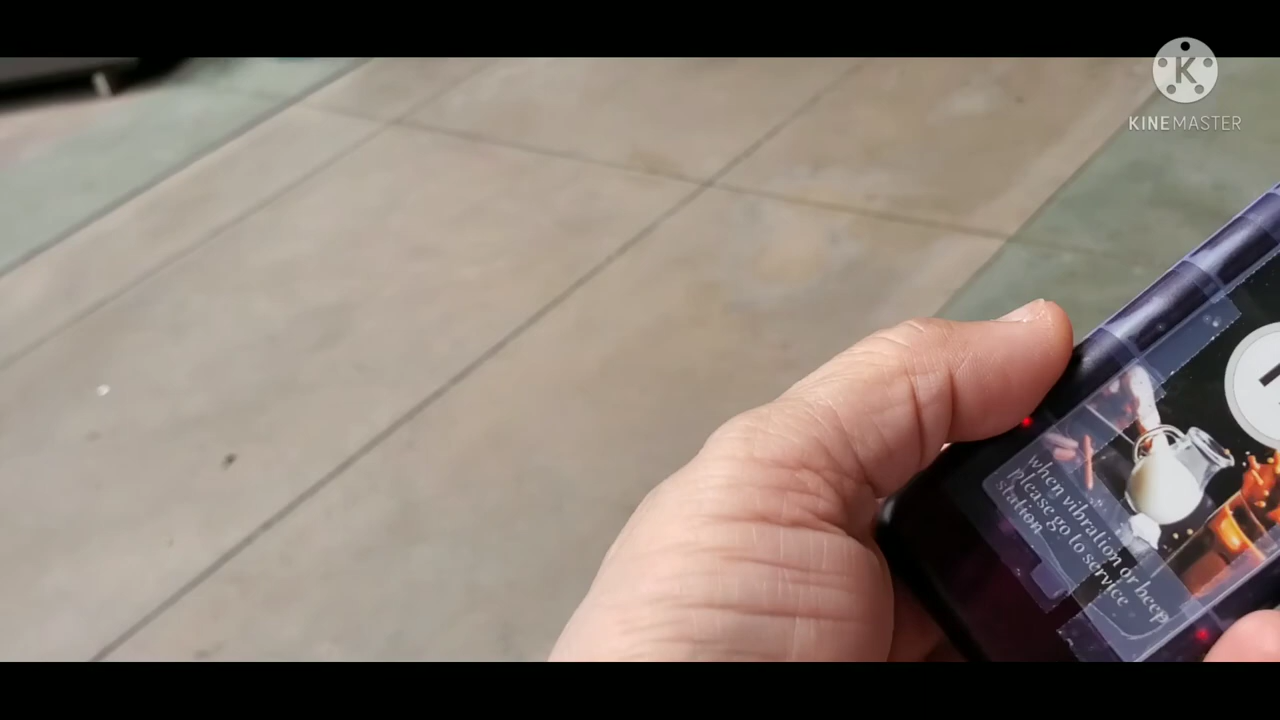 K
KINEMASTER
when vibration or beep
please go to service
station